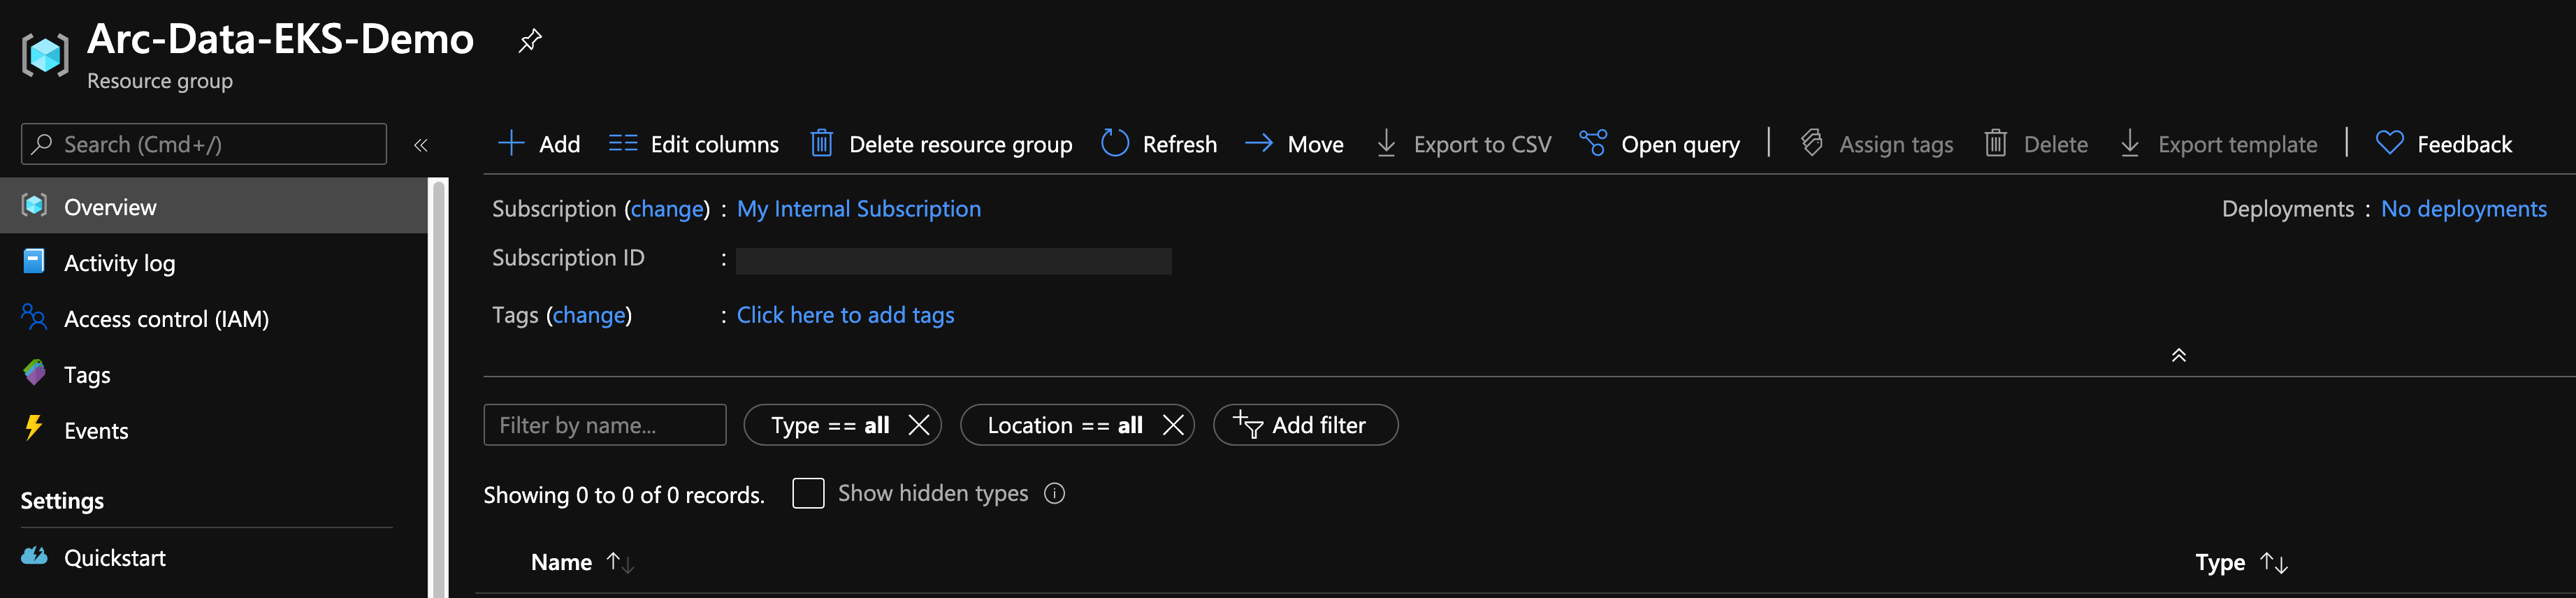 Arc-Data-EKS-Demo
Resource group
Search (Cmd+/)
«
Add
Edit columns
Delete resource group
Refresh
Move
Export to CSV
Open query
Assign tags
Delete
Export template
Feedback
Overview
Activity log
Access control (IAM)
Tags
Events
Settings
Quickstart
Subscription (change) : My Internal Subscription
Deployments : No deployments
Subscription ID :
Tags (change) : Click here to add tags
Filter by name...
Type == all
Location == all
Add filter
Showing 0 to 0 of 0 records.
Show hidden types
Name ↑↓
Type ↑↓